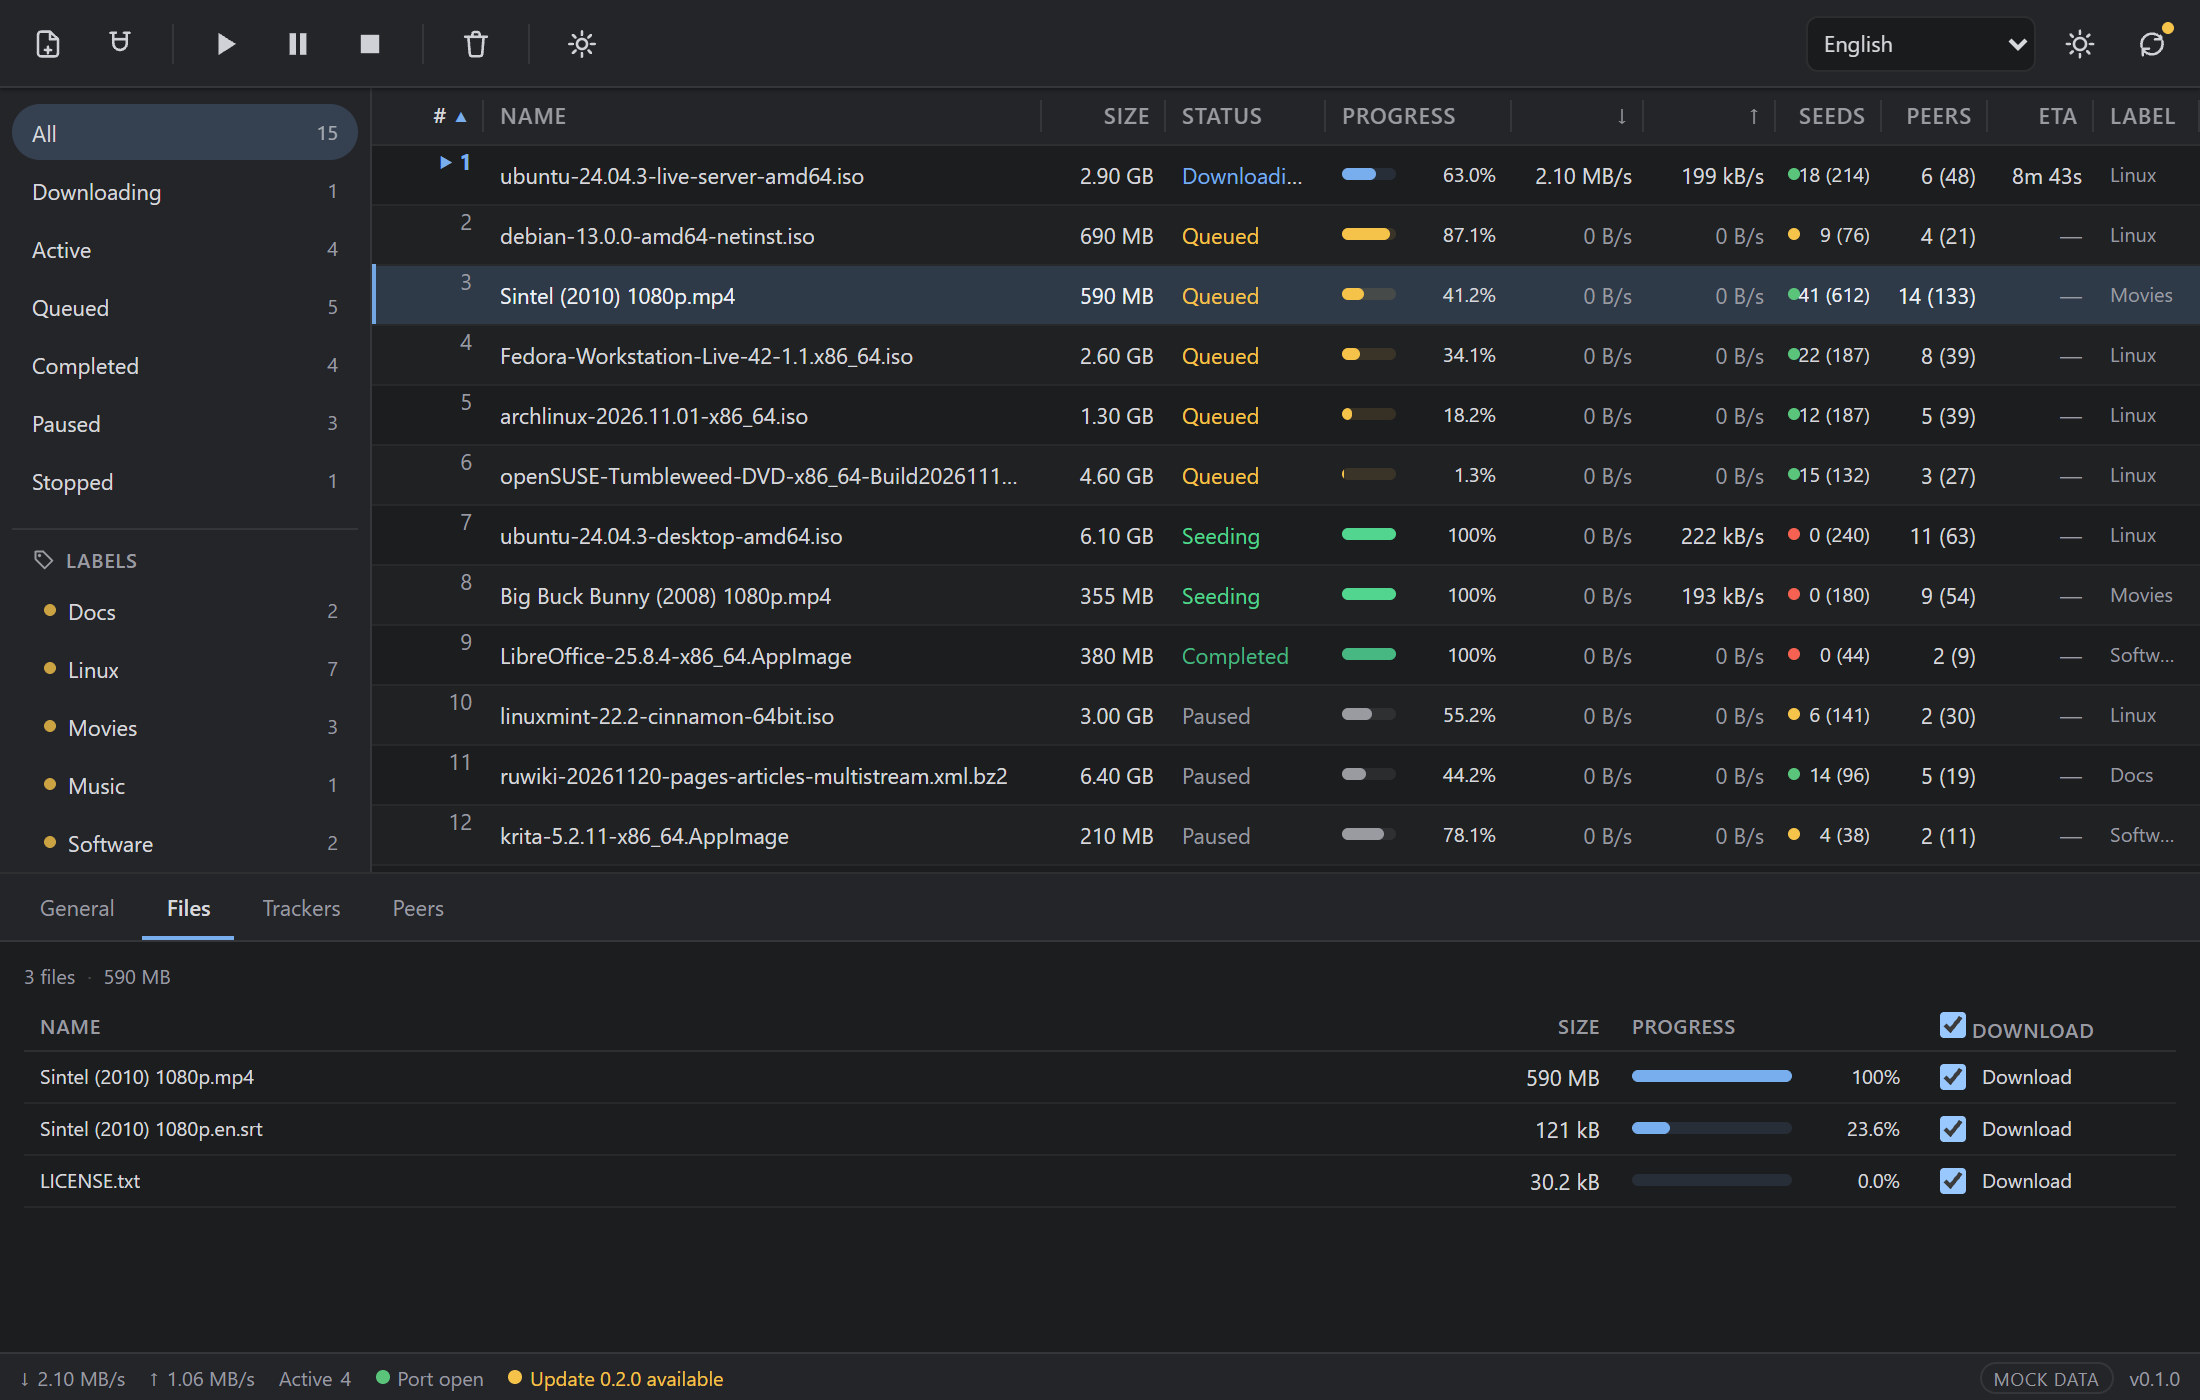 English
All 15
Downloading 1
Active 4
Queued 5
Completed 4
Paused 3
Stopped 1
LABELS
Docs 2
Linux 7
Movies 3
Music 1
Software 2
# ▲ NAME SIZE STATUS PROGRESS ↓ ↑ SEEDS PEERS ETA LABEL
▶ 1 ubuntu-24.04.3-live-server-amd64.iso 2.90 GB Downloadi... 63.0% 2.10 MB/s 199 kB/s 18 (214) 6 (48) 8m 43s Linux
2 debian-13.0.0-amd64-netinst.iso 690 MB Queued 87.1% 0 B/s 0 B/s 9 (76) 4 (21) — Linux
3 Sintel (2010) 1080p.mp4 590 MB Queued 41.2% 0 B/s 0 B/s 41 (612) 14 (133) — Movies
4 Fedora-Workstation-Live-42-1.1.x86_64.iso 2.60 GB Queued 34.1% 0 B/s 0 B/s 22 (187) 8 (39) — Linux
5 archlinux-2026.11.01-x86_64.iso 1.30 GB Queued 18.2% 0 B/s 0 B/s 12 (187) 5 (39) — Linux
6 openSUSE-Tumbleweed-DVD-x86_64-Build2026111... 4.60 GB Queued 1.3% 0 B/s 0 B/s 15 (132) 3 (27) — Linux
7 ubuntu-24.04.3-desktop-amd64.iso 6.10 GB Seeding 100% 0 B/s 222 kB/s 0 (240) 11 (63) — Linux
8 Big Buck Bunny (2008) 1080p.mp4 355 MB Seeding 100% 0 B/s 193 kB/s 0 (180) 9 (54) — Movies
9 LibreOffice-25.8.4-x86_64.AppImage 380 MB Completed 100% 0 B/s 0 B/s 0 (44) 2 (9) — Softw...
10 linuxmint-22.2-cinnamon-64bit.iso 3.00 GB Paused 55.2% 0 B/s 0 B/s 6 (141) 2 (30) — Linux
11 ruwiki-20261120-pages-articles-multistream.xml.bz2 6.40 GB Paused 44.2% 0 B/s 0 B/s 14 (96) 5 (19) — Docs
12 krita-5.2.11-x86_64.AppImage 210 MB Paused 78.1% 0 B/s 0 B/s 4 (38) 2 (11) — Softw...
General Files Trackers Peers
3 files · 590 MB
NAME SIZE PROGRESS DOWNLOAD
Sintel (2010) 1080p.mp4 590 MB 100% Download
Sintel (2010) 1080p.en.srt 121 kB 23.6% Download
LICENSE.txt 30.2 kB 0.0% Download
↓ 2.10 MB/s ↑ 1.06 MB/s Active 4 Port open Update 0.2.0 available MOCK DATA v0.1.0